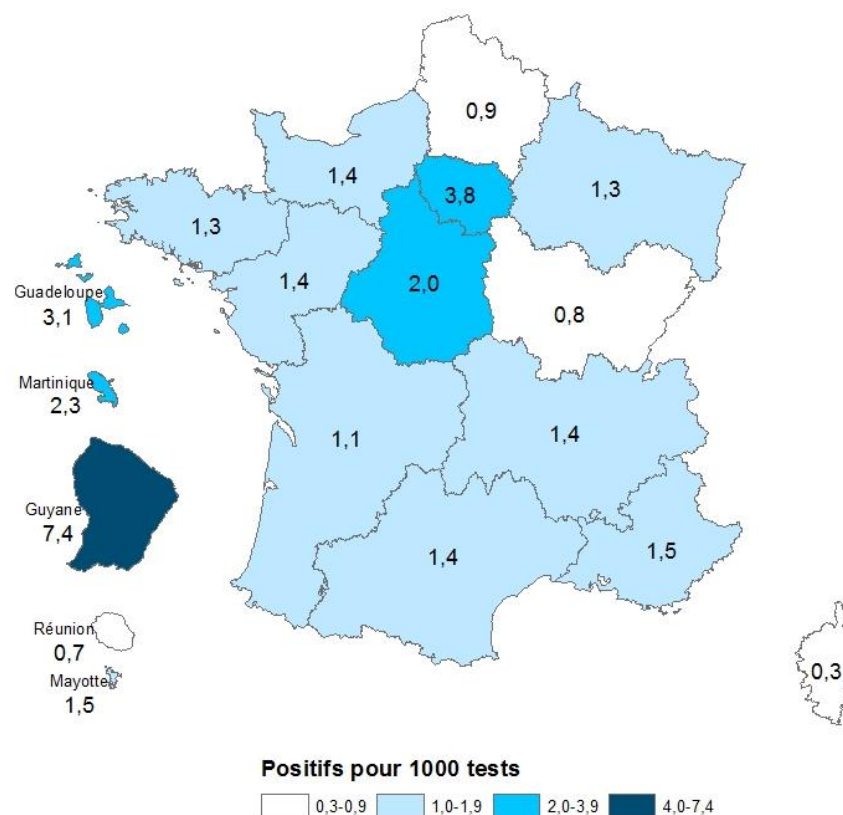 0,9
1,4
3,8
1,3
1,3
1,4
2,0
0,8
Guadeloupe
3,1
Martinique
2,3
1,1
1,4
Guyane
7,4
1,4
1,5
Réunion
0,7
Mayotte
1,5
0,3
Positifs pour 1000 tests
0,3-0,9 1,0-1,9 2,0-3,9 4,0-7,4